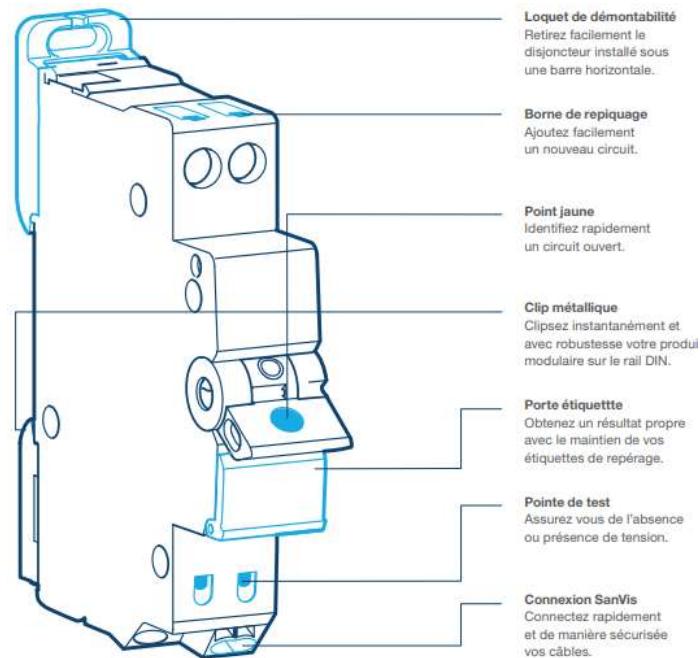 Loquet de démontabilité
Retirez facilement le
disjoncteur installé sous
une barre horizontale.
Borne de repiquage
Ajoutez facilement
un nouveau circuit.
Point jaune
Identifiez rapidement
un circuit ouvert.
Clip métallique
Clipsez instantanément et
avec robustesse votre produi
modulaire sur le rail DIN.
Porte étiquettte
Obtenez un résultat propre
avec le maintien de vos
étiquettes de repérage.
Pointe de test
Assurez vous de l'absence
ou présence de tension.
Connexion SanVis
Connectez rapidement
et de manière sécurisée
vos câbles.